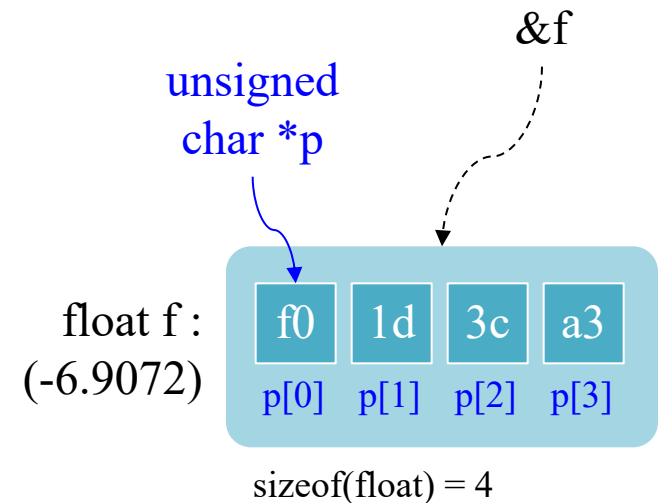 &f
unsigned
char *p
float f :
(-6.9072)
f0 1d 3c a3
p[0] p[1] p[2] p[3]
sizeof(float) = 4